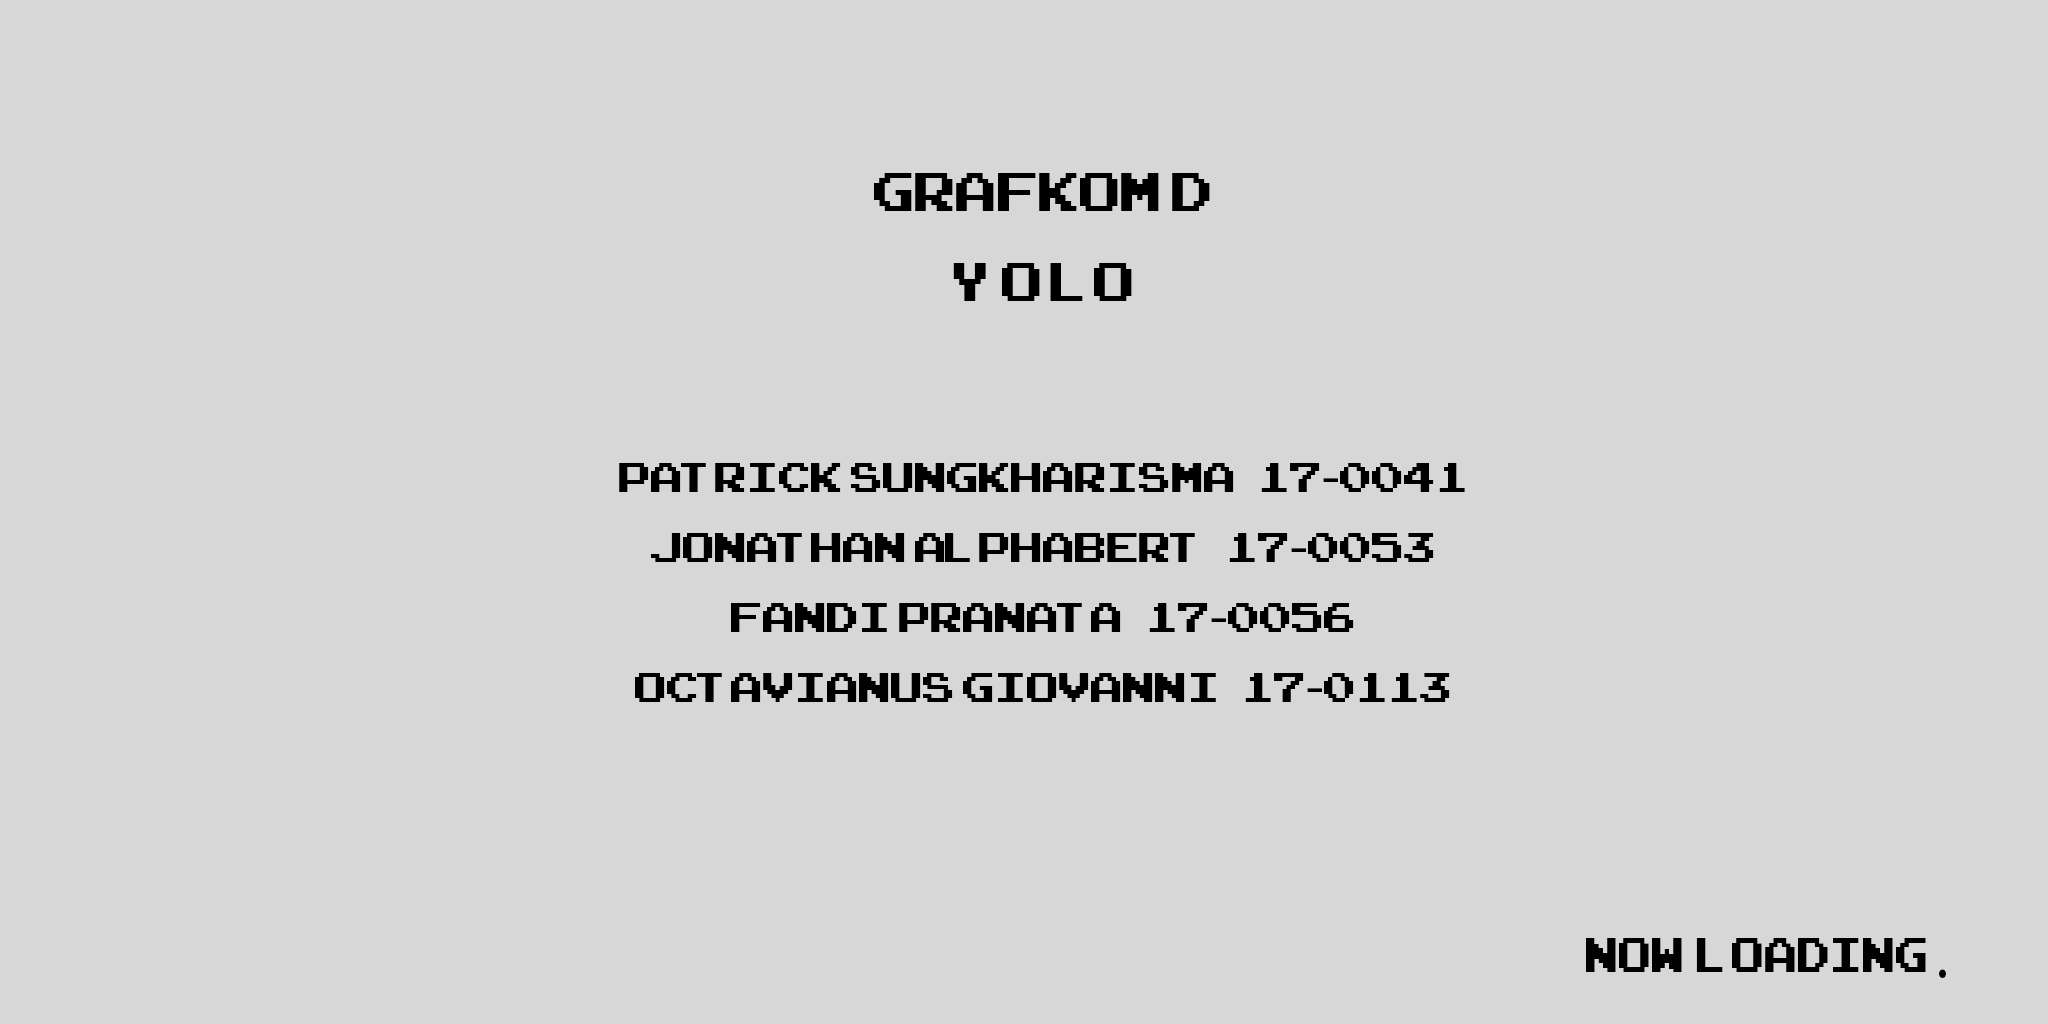 GRAFKOM D
YOLO
PATRICK SUNGKHARISMA 17-0041
JONATHAN ALPHABERT 17-0053
FANDI PRANATA 17-0056
OCTAVIANUS GIOVANNI 17-0113
NOW LOADING.